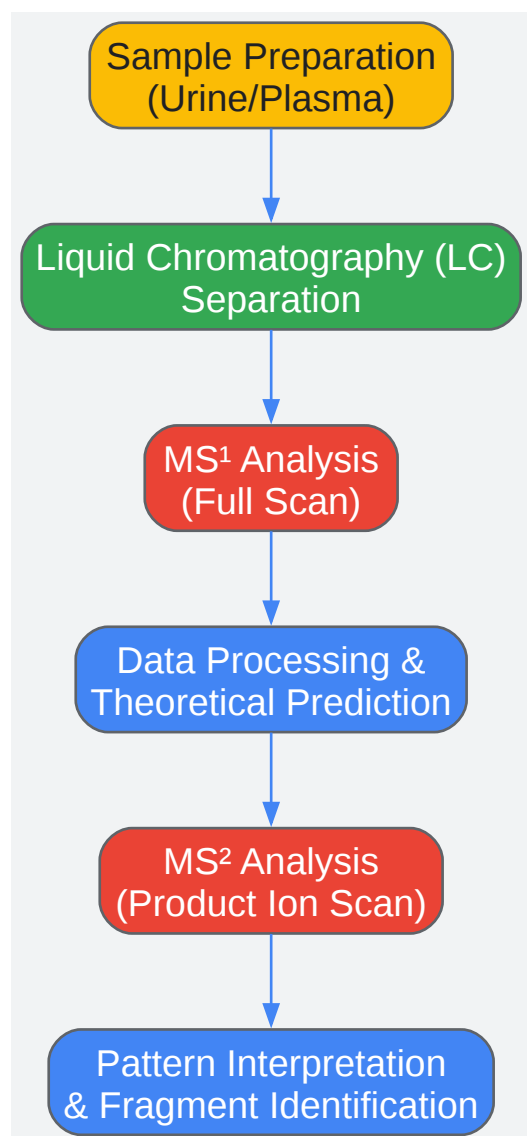 Sample Preparation
(Urine/Plasma)
Liquid Chromatography (LC)
Separation
MS¹ Analysis
(Full Scan)
Data Processing &
Theoretical Prediction
MS² Analysis
(Product Ion Scan)
Pattern Interpretation
& Fragment Identification